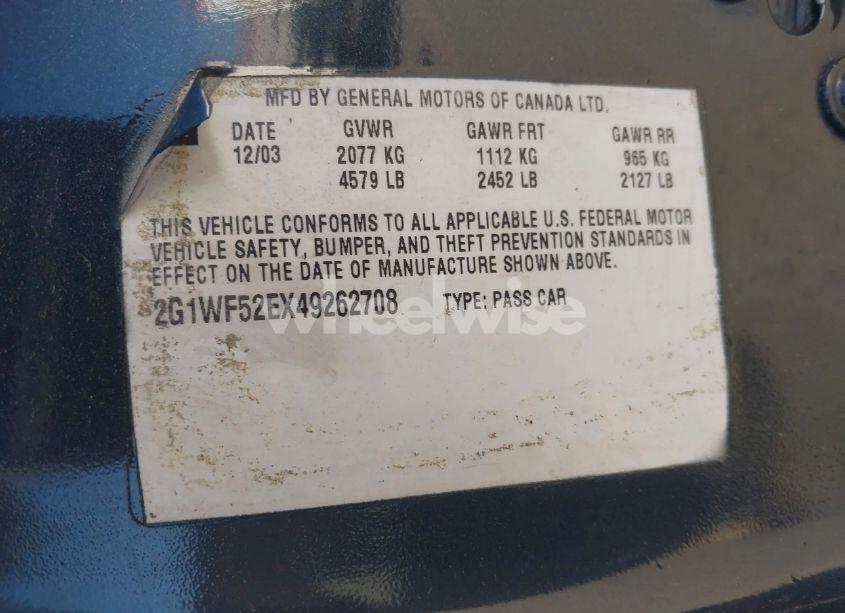 MFD BY GENERAL MOTORS OF CANADA LTD.
DATE GVWR GAWR FRT GAWR RR
12/03 2077 KG 1112 KG 965 KG
4579 LB 2452 LB 2127 LB
THIS VEHICLE CONFORMS TO ALL APPLICABLE U.S. FEDERAL MOTOR
VEHICLE SAFETY, BUMPER, AND THEFT PREVENTION STANDARDS IN
EFFECT ON THE DATE OF MANUFACTURE SHOWN ABOVE.
2G1WF52EX49262708 TYPE: PASS CAR
wheelwise